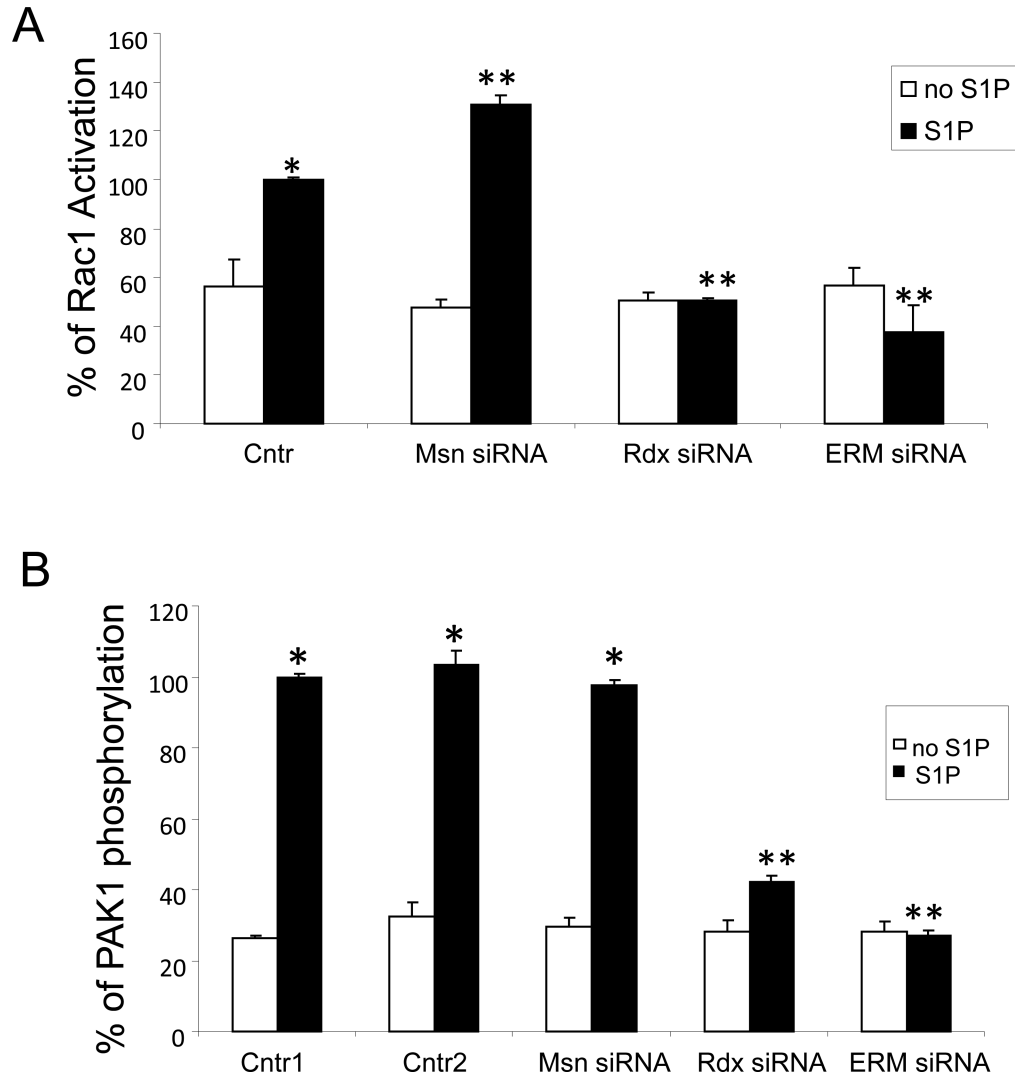 A
% of Rac1 Activation
160
140
120
100
80
60
40
20
0
*
**
**
**
no S1P
S1P
Cntr
Msn siRNA
Rdx siRNA
ERM siRNA
B
% of PAK1 phosphorylation
120
100
80
60
40
20
0
*
*
*
**
**
no S1P
S1P
Cntr1
Cntr2
Msn siRNA
Rdx siRNA
ERM siRNA